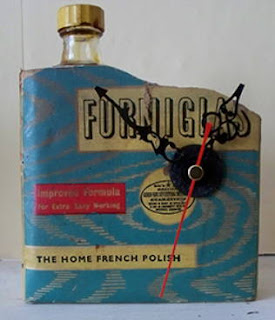 FURNIGLAS
Improved Formula
For Extra Easy Working
THE HOME FRENCH POLISH